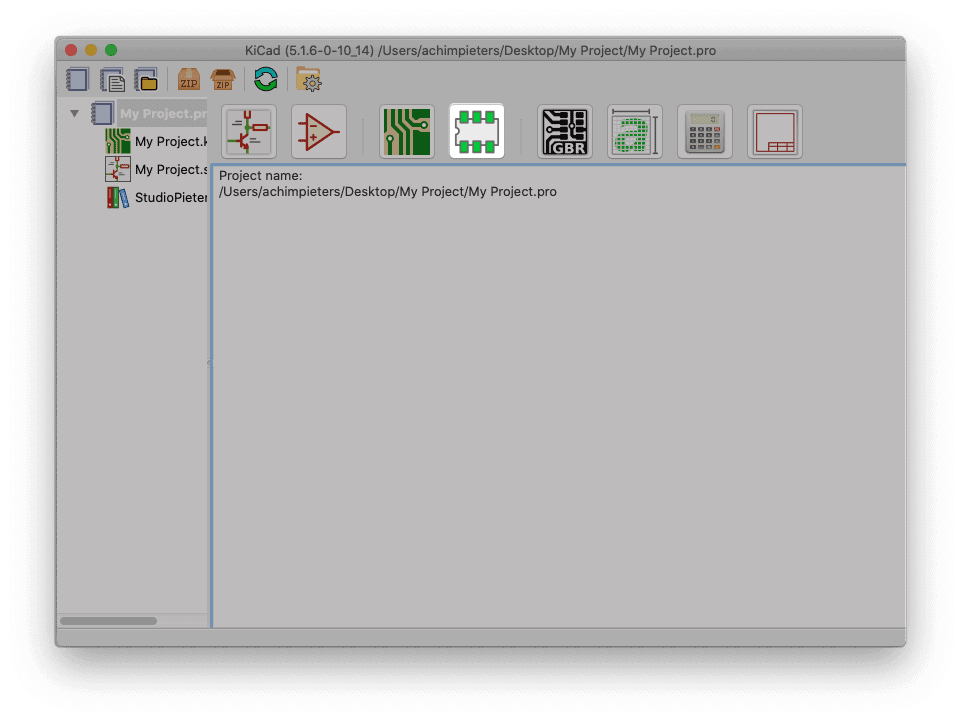 KiCad (5.1.6-0-10_14) /Users/achimpieters/Desktop/My Project/My Project.pro
ZIP ZIP
My Project.pr
My Project.k
My Project.s
StudioPieter
GBR
a
Project name:
/Users/achimpieters/Desktop/My Project/My Project.pro